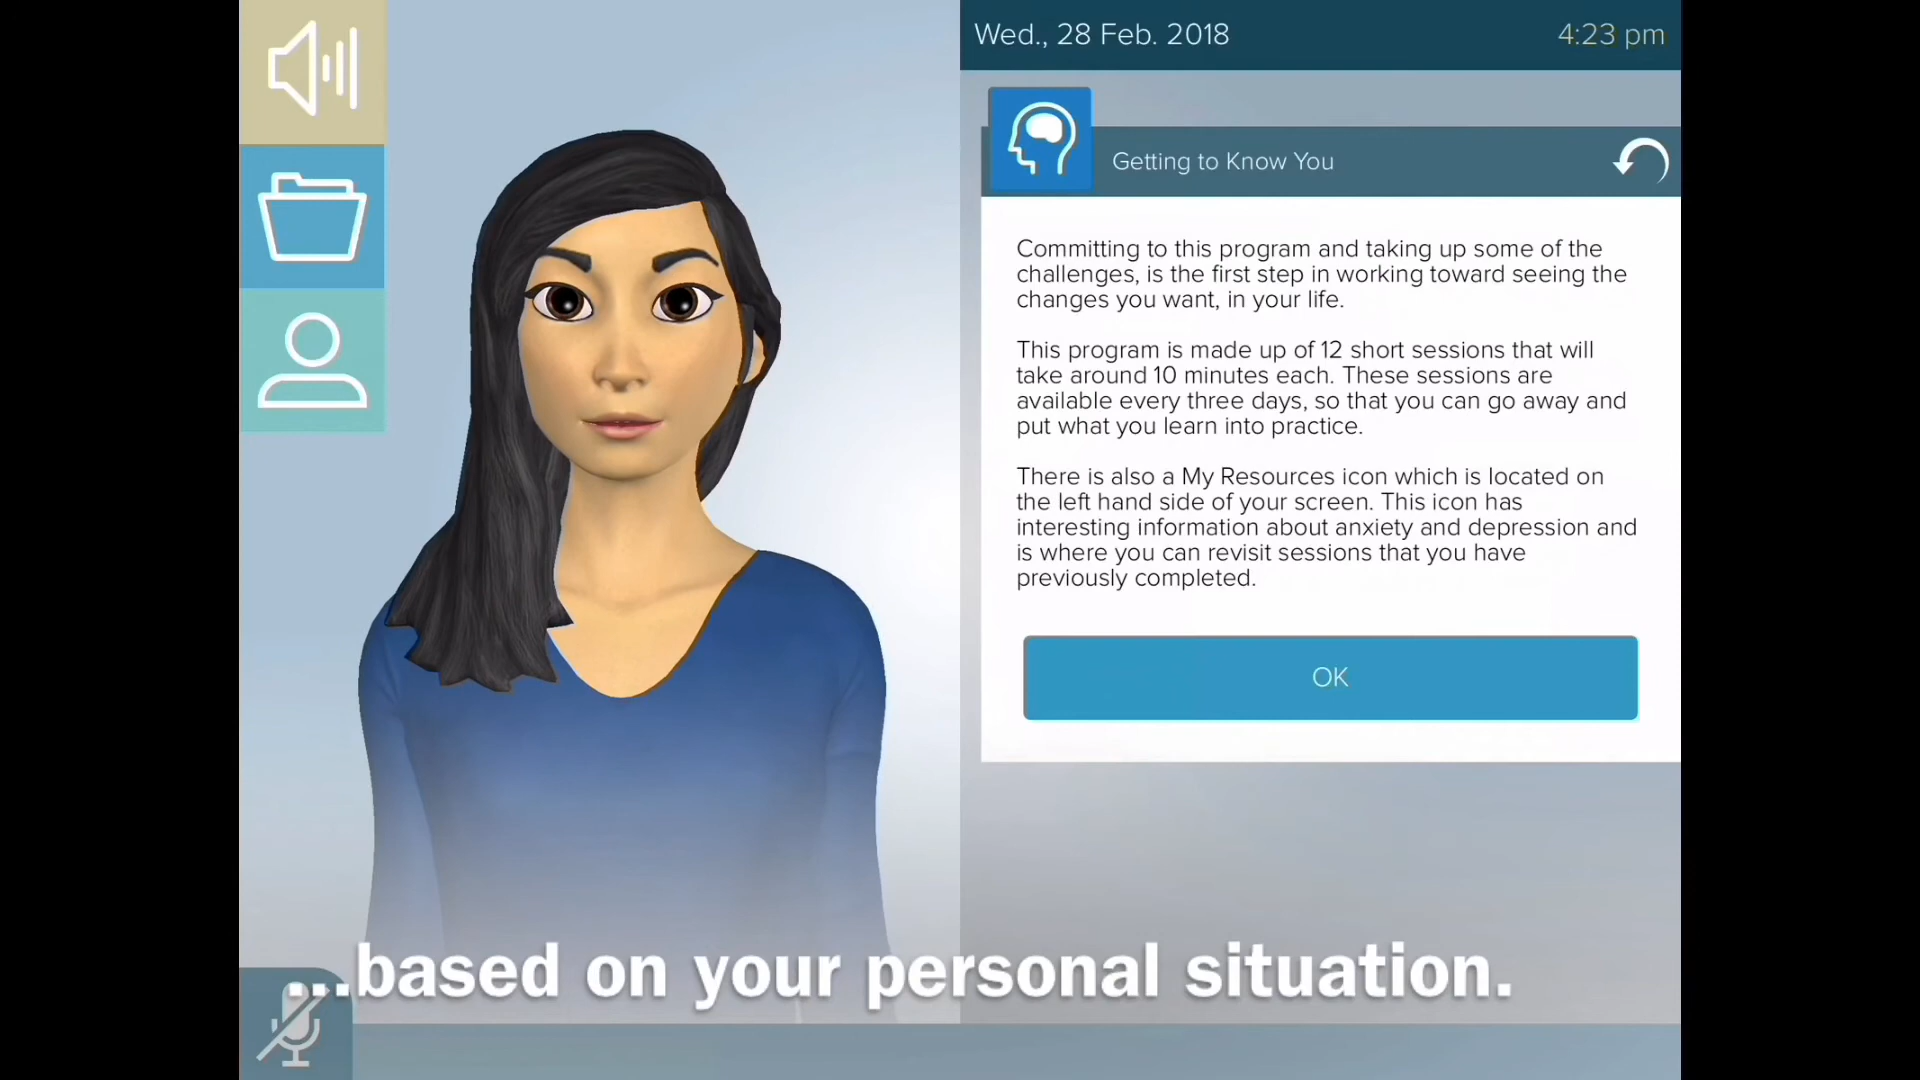 Wed., 28 Feb. 2018
4:23 pm
Getting to Know You
Committing to this program and taking up some of the
challenges, is the first step in working toward seeing the
changes you want, in your life.
This program is made up of 12 short sessions that will
take around 10 minutes each. These sessions are
available every three days, so that you can go away and
put what you learn into practice.
There is also a My Resources icon which is located on
the left hand side of your screen. This icon has
interesting information about anxiety and depression and
is where you can revisit sessions that you have
previously completed.
OK
...based on your personal situation.